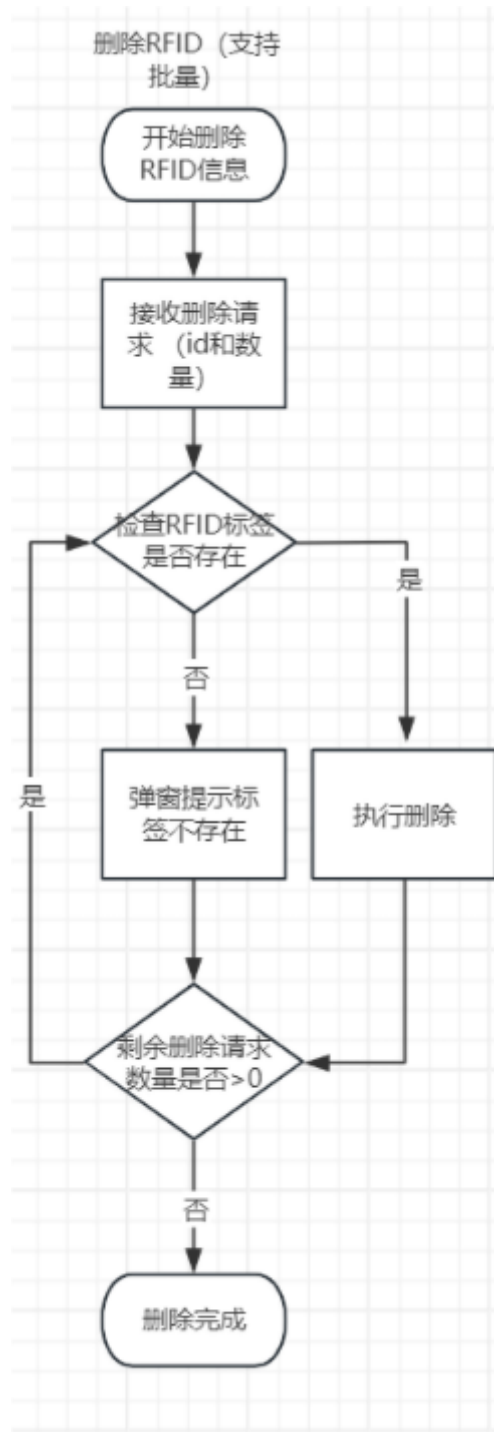 删除RFID（支持
批量）
开始删除
RFID信息
接收删除请
求 （id和数
量）
检查RFID标签
是否存在
是
否
弹窗提示标
签不存在
执行删除
是
剩余删除请求
数量是否>0
否
删除完成